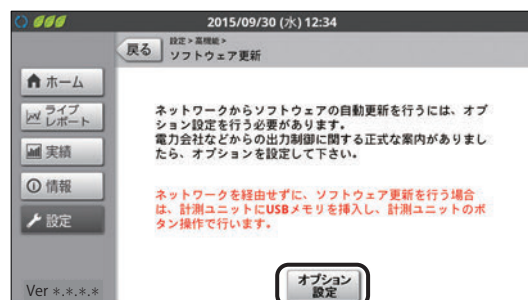 2015/09/30 (水) 12:34
戻る
設定>高機能>
ソフトウェア更新
ホーム
ライブ
レポート
実績
情報
設定
Ver *.*.*.*
ネットワークからソフトウェアの自動更新を行うには、オプ
ション設定を行う必要があります。
電力会社などからの出力制御に関する正式な案内がありまし
たら、オプションを設定して下さい。
ネットワークを経由せずに、ソフトウェア更新を行う場合
は、計測ユニットにUSBメモリを挿入し、計測ユニットのボ
タン操作で行います。
オプション
設定